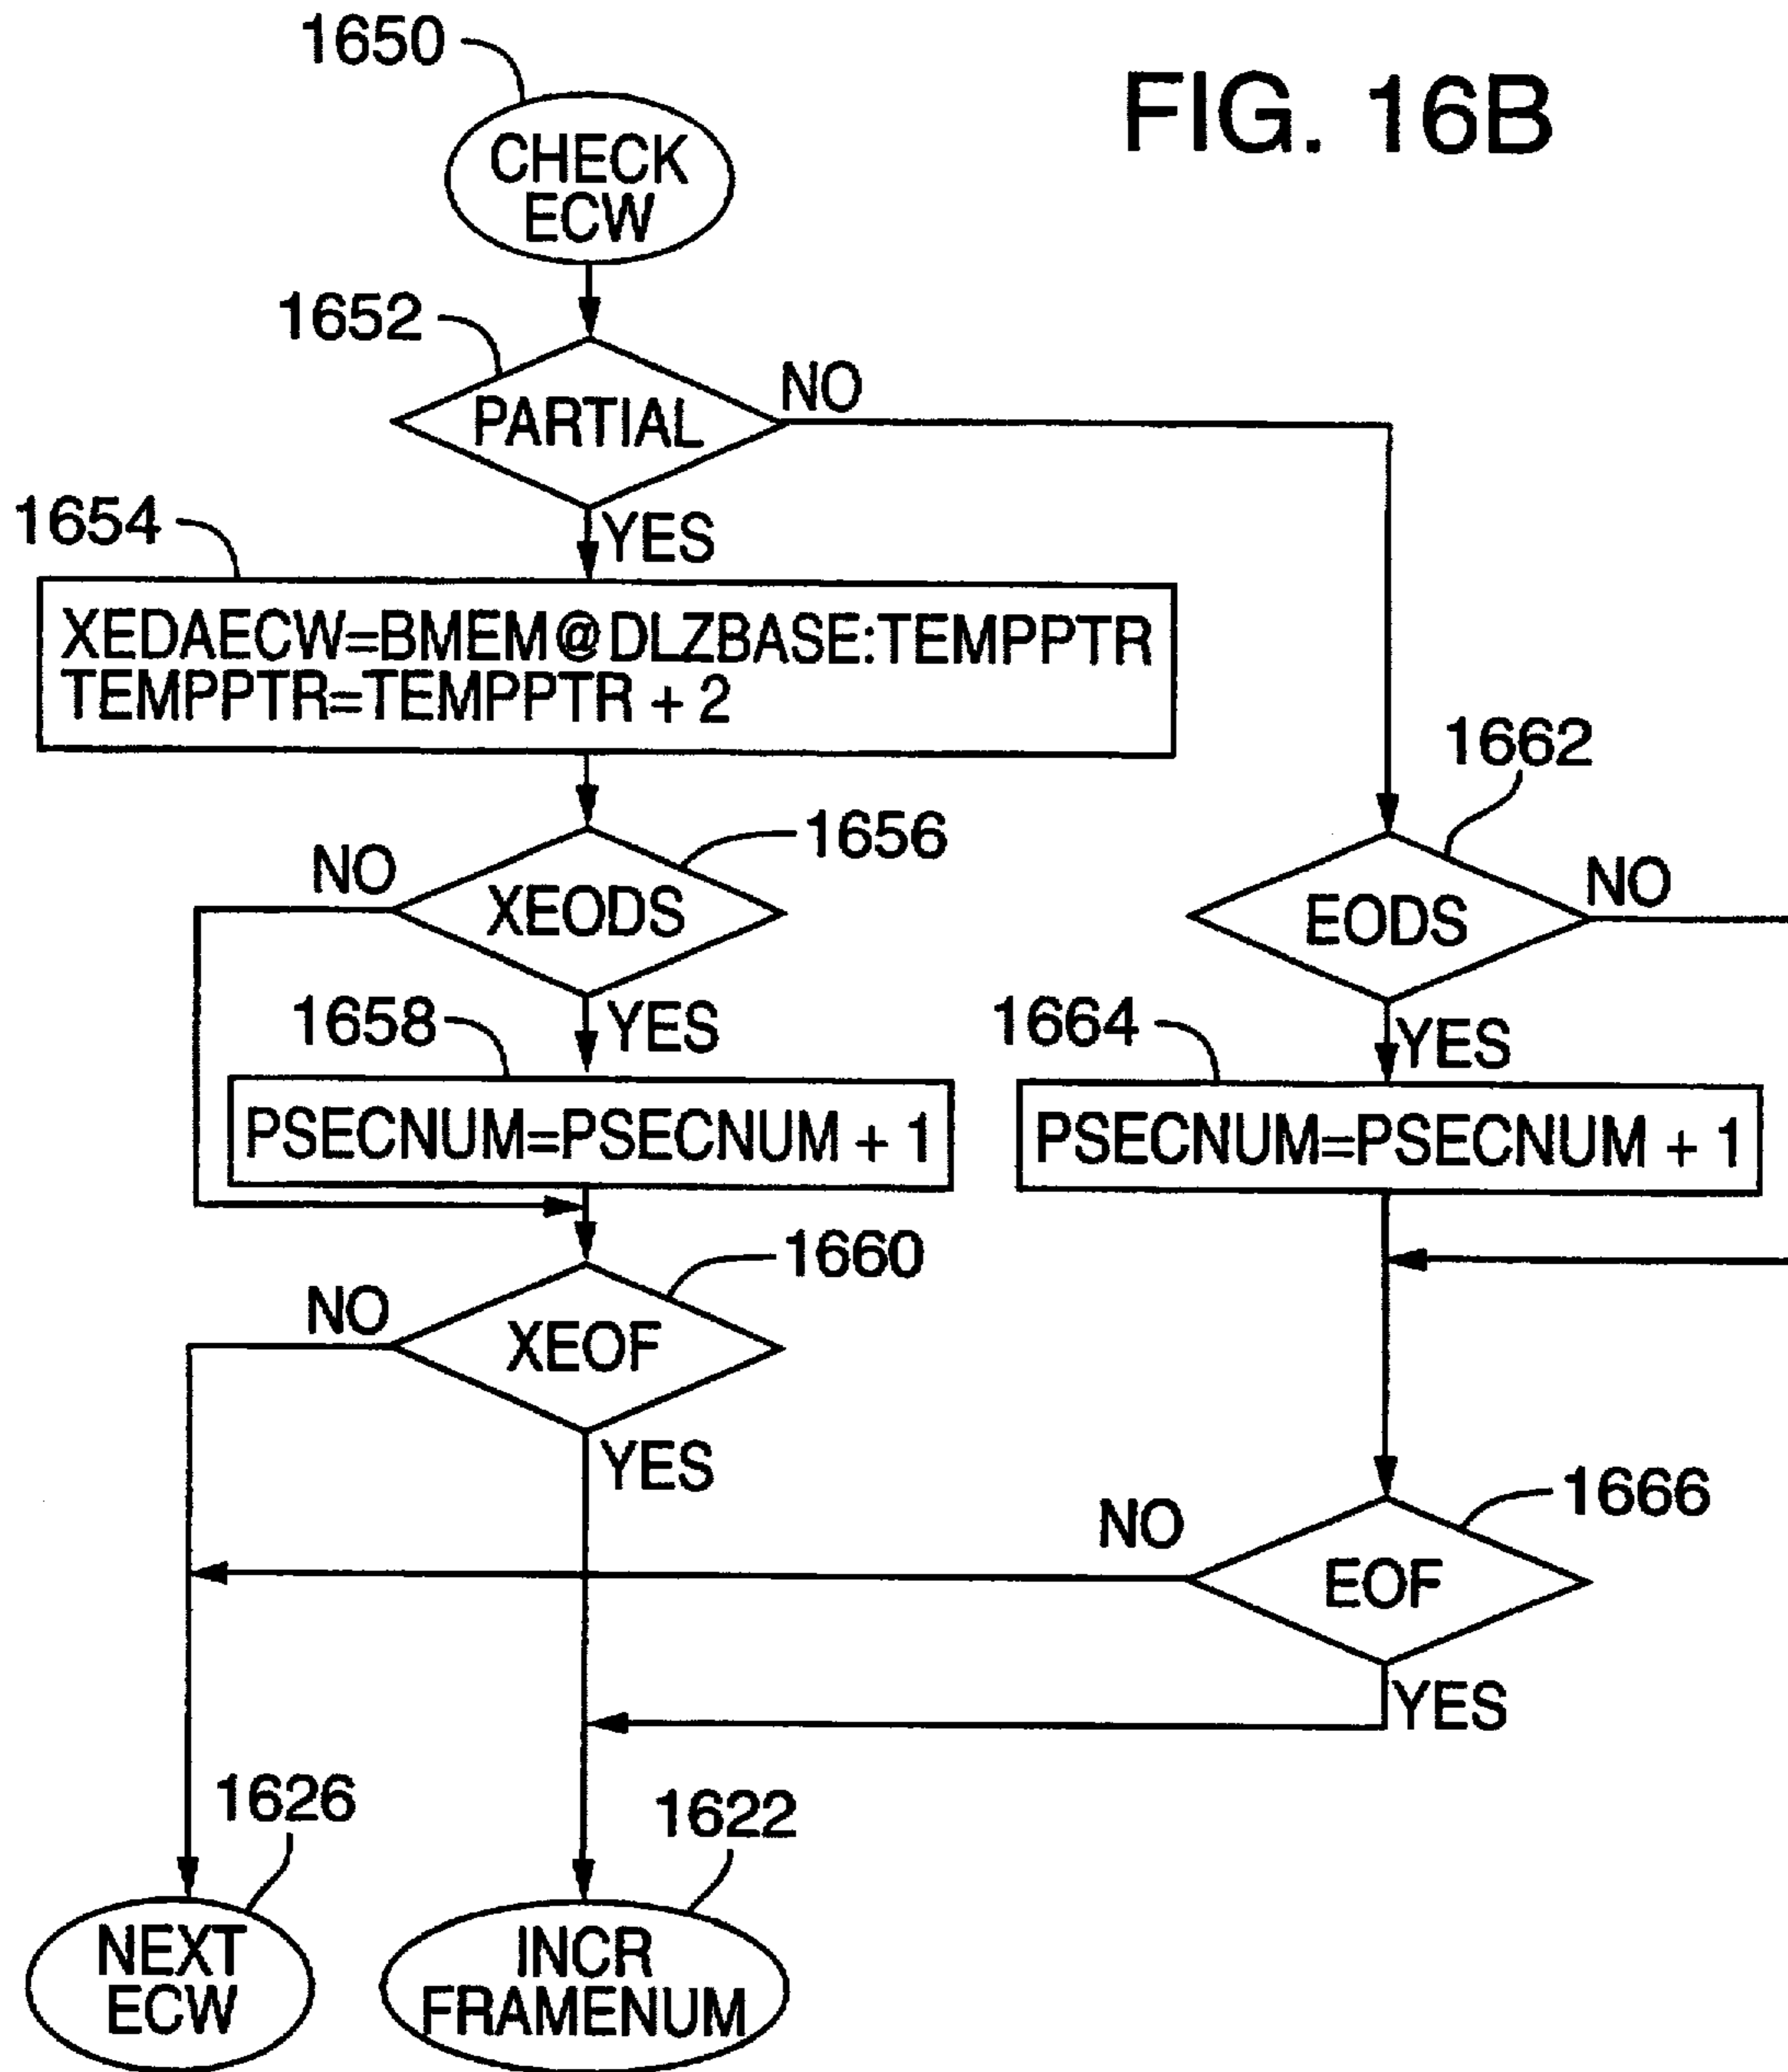 1650
FIG. 16B
CHECK
ECW
1652
NO
PARTIAL
1654
YES
XEDAECW=BMEM@DLZBASE:TEMPPTR
TEMPPTR=TEMPPTR + 2
1662
1656
NO
XEODS
EODS
NO
1658
YES
1664
YES
PSECNUM=PSECNUM + 1
PSECNUM=PSECNUM + 1
1660
NO
XEOF
YES
1666
NO
EOF
YES
1626
1622
NEXT
ECW
INCR
FRAMENUM